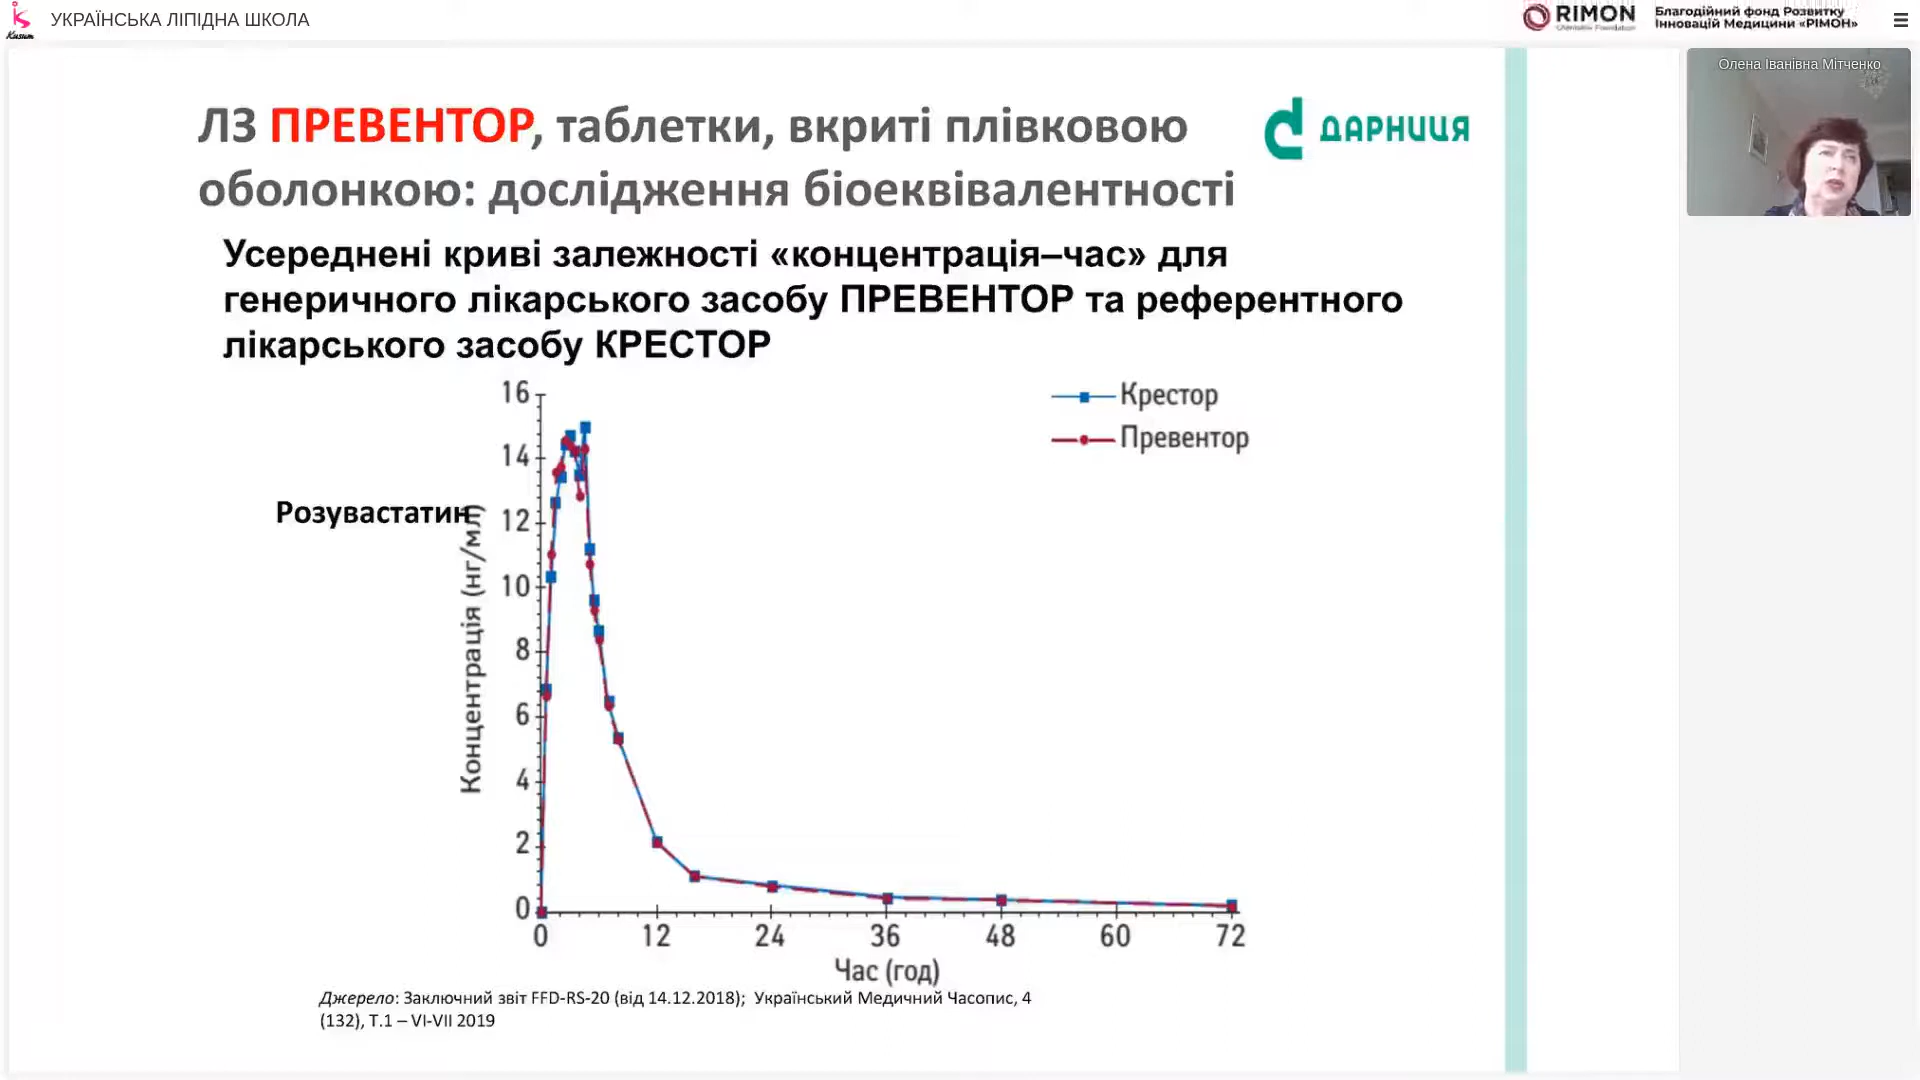 УКРАЇНСЬКА ЛІПІДНА ШКОЛА
RIMON
Благодійний фонд Розвитку
Інновацій Медицини «РІМОН»
Олена Іванівна Мітченко
ЛЗ ПРЕВЕНТОР, таблетки, вкриті плівковою
оболонкою: дослідження біоеквівалентності
ДАРНИЦЯ
Усереднені криві залежності «концентрація–час» для
генеричного лікарського засобу ПРЕВЕНТОР та референтного
лікарського засобу КРЕСТОР
Крестор
Превентор
Розувастатин
Концентрація (нг/мл)
16
14
12
10
8
6
4
2
0
0 12 24 36 48 60 72
Час (год)
Джерело: Заключний звіт FFD-RS-20 (від 14.12.2018); Український Медичний Часопис, 4
(132), Т.1 – VI-VII 2019